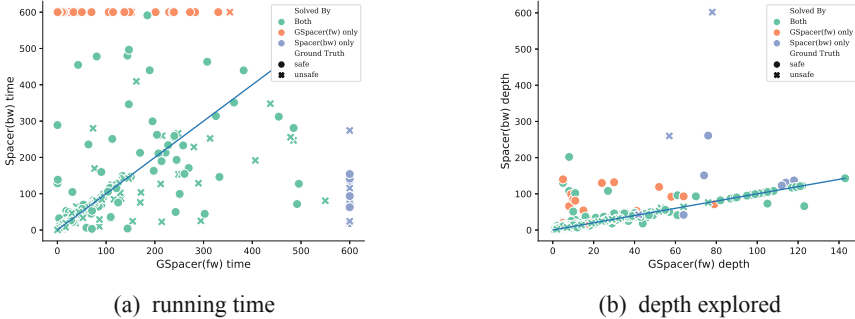 Solved By
Both
GSpacer(fw) only
Spacer(bw) only
Ground Truth
safe
unsafe
600
500
400
300
200
100
0
Spacer(bw) time
0 100 200 300 400 500 600
GSpacer(fw) time
(a) running time
Solved By
Both
GSpacer(fw) only
Spacer(bw) only
Ground Truth
safe
unsafe
600
500
400
300
200
100
0
Spacer(bw) depth
0 20 40 60 80 100 120 140
GSpacer(fw) depth
(b) depth explored